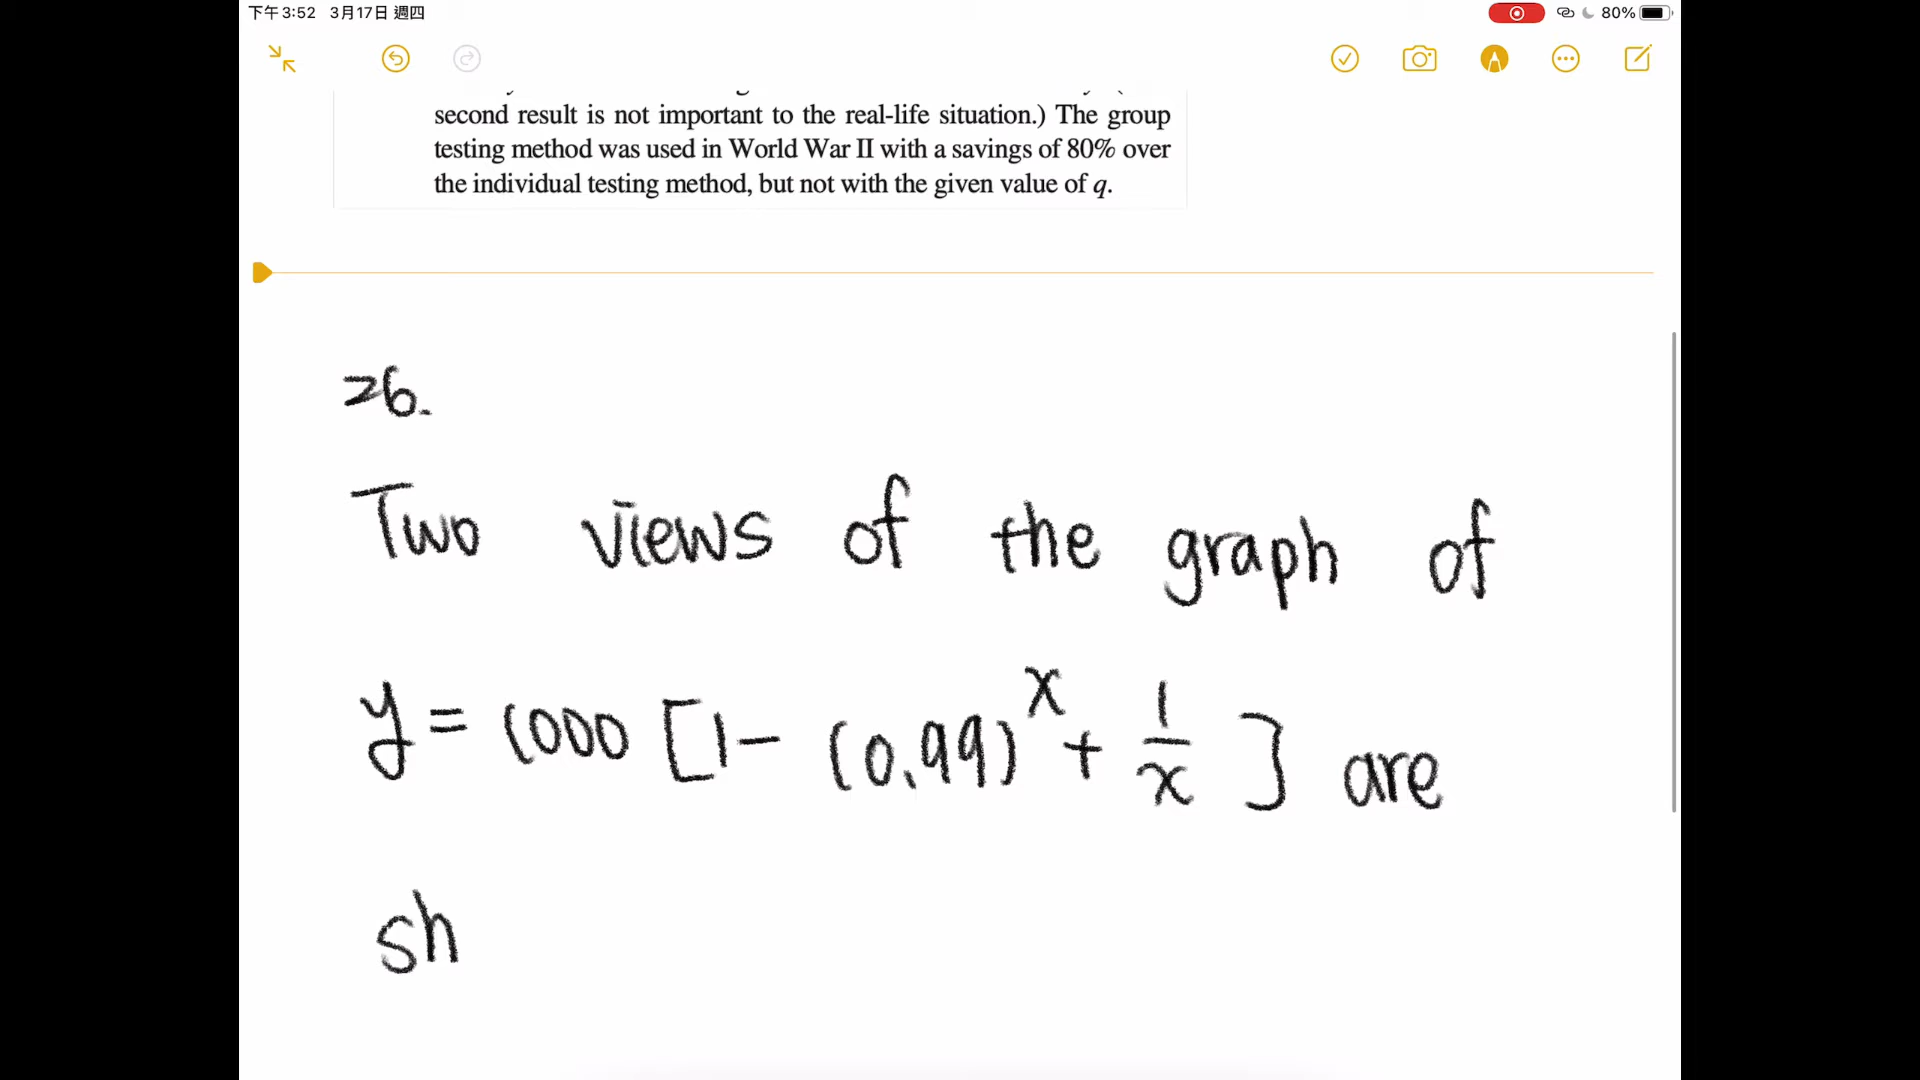 下午3:52 3月17日 週四
80%
second result is not important to the real-life situation.) The group
testing method was used in World War II with a savings of 80% over
the individual testing method, but not with the given value of q.
26.
Two views of the graph of
y = 1000 [1 - (0.99)^x + 1/x] are
sh